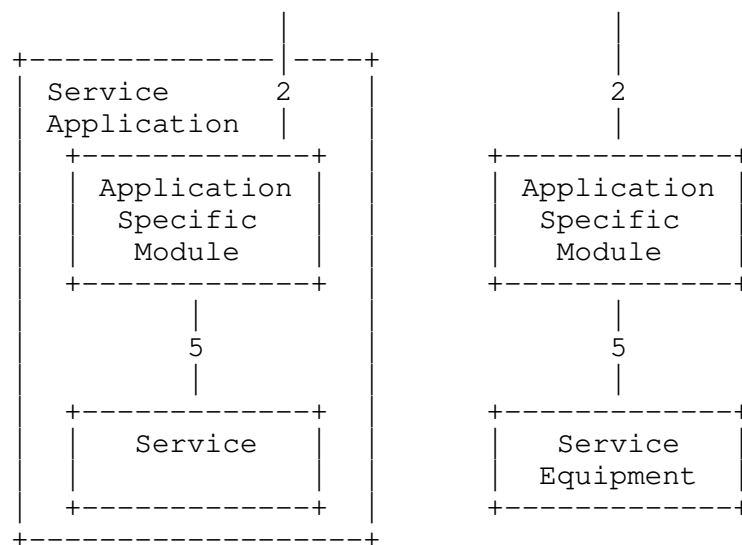 Service 2 2
Application
Application Application
Specific Specific
Module Module
5 5
Service Service
Equipment